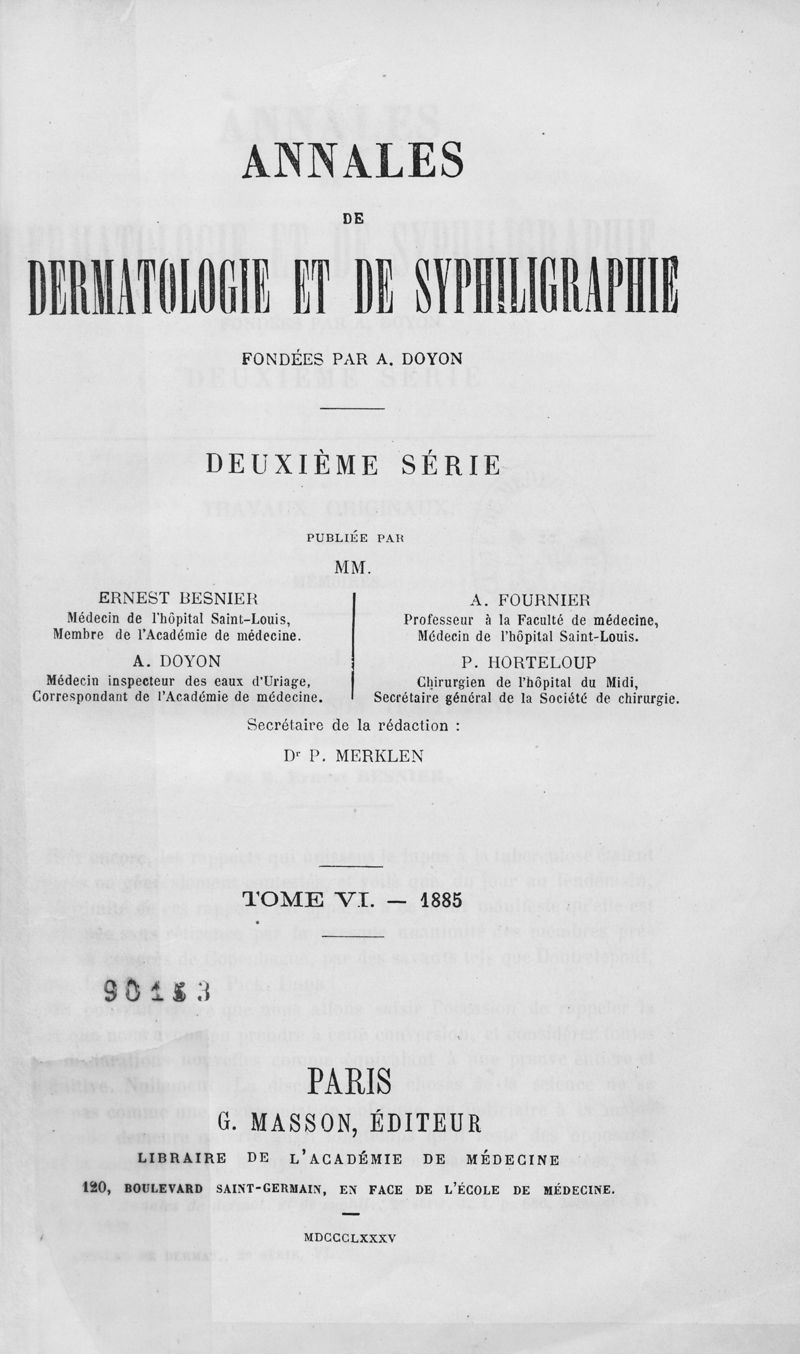 ANNALES
DE
DERMATOLOGIE ET DE SYPHILIGRAPHIE
FONDÉES PAR A. DOYON
DEUXIÈME SÉRIE
PUBLIÉE PAR
MM.
ERNEST BESNIER
Médecin de l'hôpital Saint-Louis,
Membre de l'Académie de médecine.
A. DOYON
Médecin inspecteur des eaux d'Uriage,
Correspondant de l'Académie de médecine.
A. FOURNIER
Professeur à la Faculté de médecine,
Médecin de l'hôpital Saint-Louis.
P. HORTELOUP
Chirurgien de l'hôpital du Midi,
Secrétaire général de la Société de chirurgie.
Secrétaire de la rédaction :
Dr P. MERKLEN
TOME VI. — 1885
PARIS
G. MASSON, ÉDITEUR
LIBRAIRE DE L'ACADÉMIE DE MÉDECINE
120, BOULEVARD SAINT-GERMAIN, EN FACE DE L'ÉCOLE DE MÉDECINE.
MDCCCLXXXV